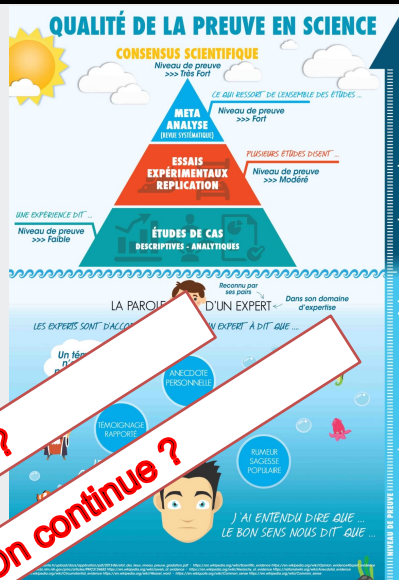 QUALITÉ DE LA PREUVE EN SCIENCE
CONSENSUS SCIENTIFIQUE
Niveau de preuve
>>> Très Fort
CE QUI RESSORT DE L'ENSEMBLE DES ÉTUDES ...
Niveau de preuve
>>> Fort
META
ANALYSE
[REVUE SYSTÉMATIQUE]
PLUSIEURS ÉTUDES DISENT ...
Niveau de preuve
>>> Modéré
ESSAIS
EXPÉRIMENTAUX
REPLICATION
UNE EXPÉRIENCE DIT ...
Niveau de preuve
>>> Faible
ÉTUDES DE CAS
DESCRIPTIVES - ANALYTIQUES
Reconnu par
ses pairs
LA PAROLE D'UN EXPERT
Dans son domaine
d'expertise
LES EXPERTS SONT EXPERT À DIT QUE ...
Un
ANECDOTE
PERSONNELLE
TÉMOIGNAGE
RAPPORTÉ
RUMEUR
SAGESSE
POPULAIRE
?
on continue ?
J'AI ENTENDU DIRE QUE ...
LE BON SENS NOUS DIT QUE ...
NIVEAU DE PREUVE